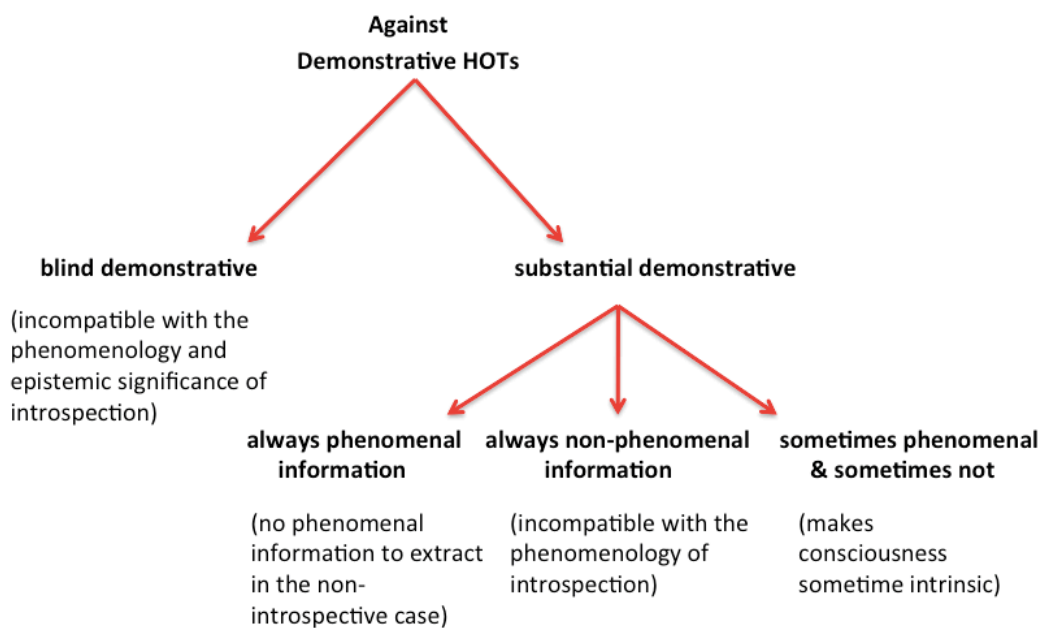 Against
Demonstrative HOTs
blind demonstrative
(incompatible with the
phenomenology and
epistemic significance of
introspection)
substantial demonstrative
always phenomenal
information
(no phenomenal
information to extract
in the non-
introspective case)
always non-phenomenal
information
(incompatible with the
phenomenology of
introspection)
sometimes phenomenal
& sometimes not
(makes
consciousness
sometime intrinsic)